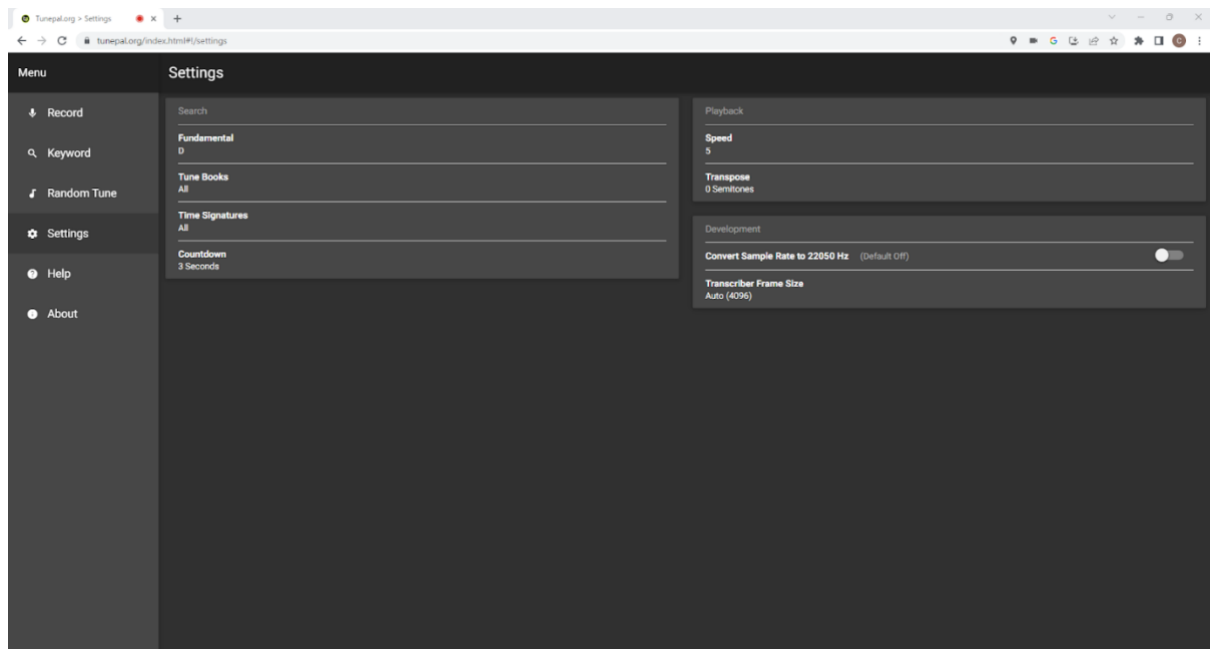 Tunepal.org > Settings
tunepal.org/index.html#!/settings
Menu
Settings
Record
Keyword
Random Tune
Settings
Help
About
Search
Fundamental
D
Tune Books
All
Time Signatures
All
Countdown
3 Seconds
Playback
Speed
5
Transpose
0 Semitones
Development
Convert Sample Rate to 22050 Hz (Default Off)
Transcriber Frame Size
Auto (4096)